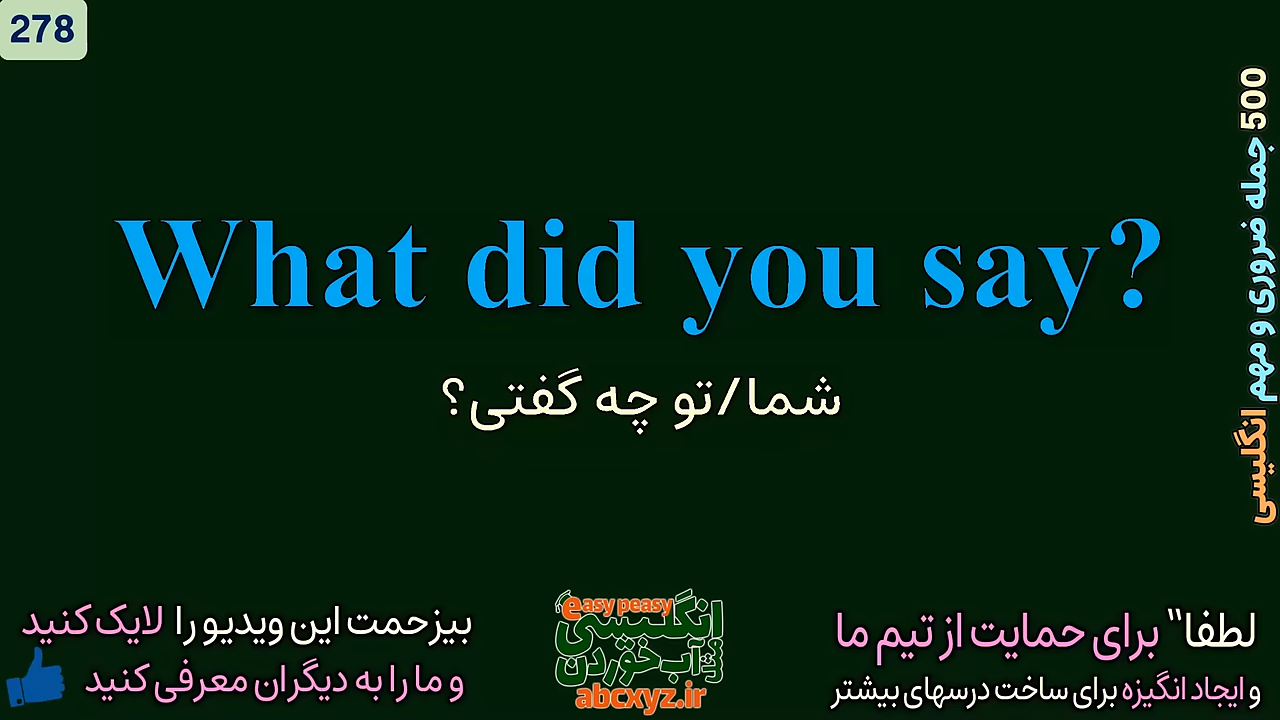 278
500 جمله ضروری و مهم انگلیسی
What did you say?
شما/تو چه گفتی؟
لطفا" برای حمایت از تیم ما
و ایجاد انگیزه برای ساخت درسهای بیشتر
easy peasy
انگلیسی
آب خوردن
abcxyz.ir
بیزحمت این ویدیو را لایک کنید
و ما را به دیگران معرفی کنید